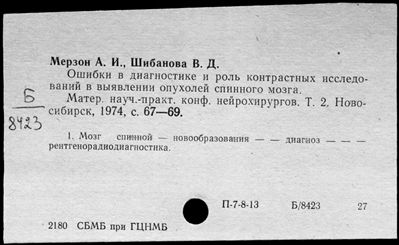 Мерзон А. И., Шибанова В. Д.
Ошибки в диагностике и роль контрастных исследо-
ваний в выявлении опухолей спинного мозга.
Матер. науч.-практ. конф. нейрохирургов. Т. 2, Ново-
сибирск, 1974, с. 67—69.
Б
8423
1. Мозг спинной — новообразования — — диагноз — — —
рентгенорадиодиагностика.
П-7-8-13 Б/8423 27
2180 СБМБ при ГЦНМБ